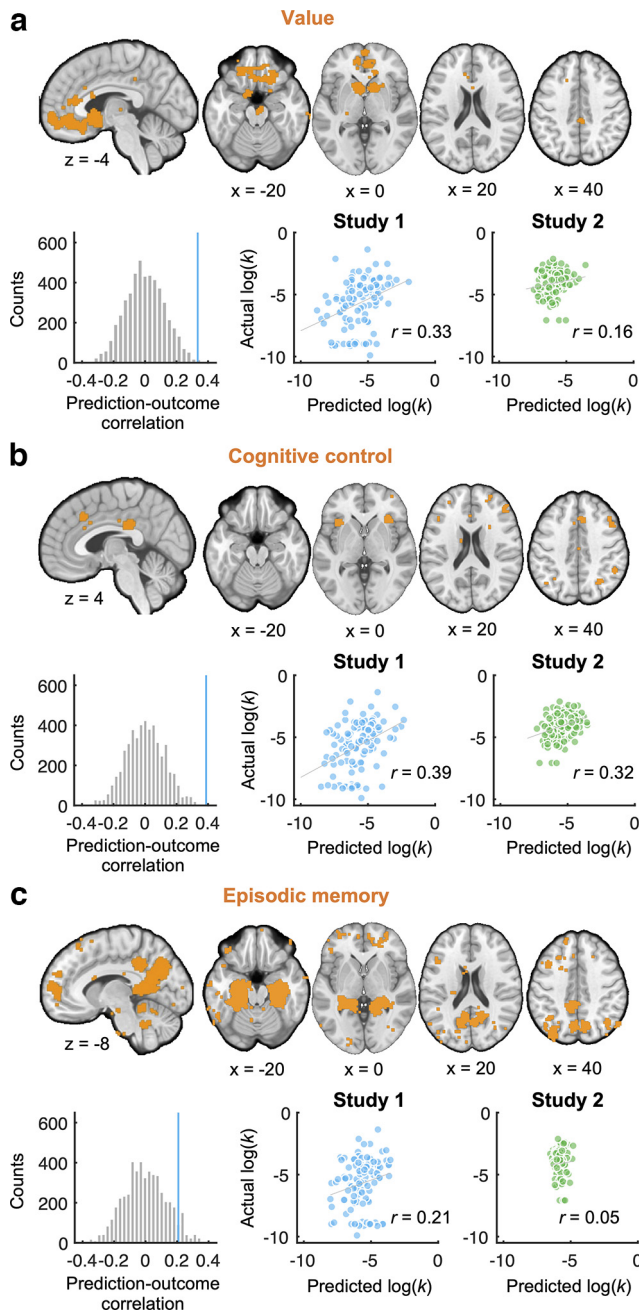 a
Value
z = -4
x = -20
x = 0
x = 20
x = 40
Study 1
Study 2
600
400
200
0
Counts
-0.4 -0.2 0 0.2 0.4
Prediction-outcome
correlation
0
-5
-10
Actual log(k)
r = 0.33
-10 -5 0
Predicted log(k)
0
-5
-10
r = 0.16
-10 -5 0
Predicted log(k)
b
Cognitive control
z = 4
x = -20
x = 0
x = 20
x = 40
Study 1
Study 2
600
400
200
0
Counts
-0.4 -0.2 0 0.2 0.4
Prediction-outcome
correlation
0
-5
-10
Actual log(k)
r = 0.39
-10 -5 0
Predicted log(k)
0
-5
-10
r = 0.32
-10 -5 0
Predicted log(k)
c
Episodic memory
z = -8
x = -20
x = 0
x = 20
x = 40
Study 1
Study 2
600
400
200
0
Counts
-0.4 -0.2 0 0.2 0.4
Prediction-outcome
correlation
0
-5
-10
Actual log(k)
r = 0.21
-10 -5 0
Predicted log(k)
0
-5
-10
r = 0.05
-10 -5 0
Predicted log(k)